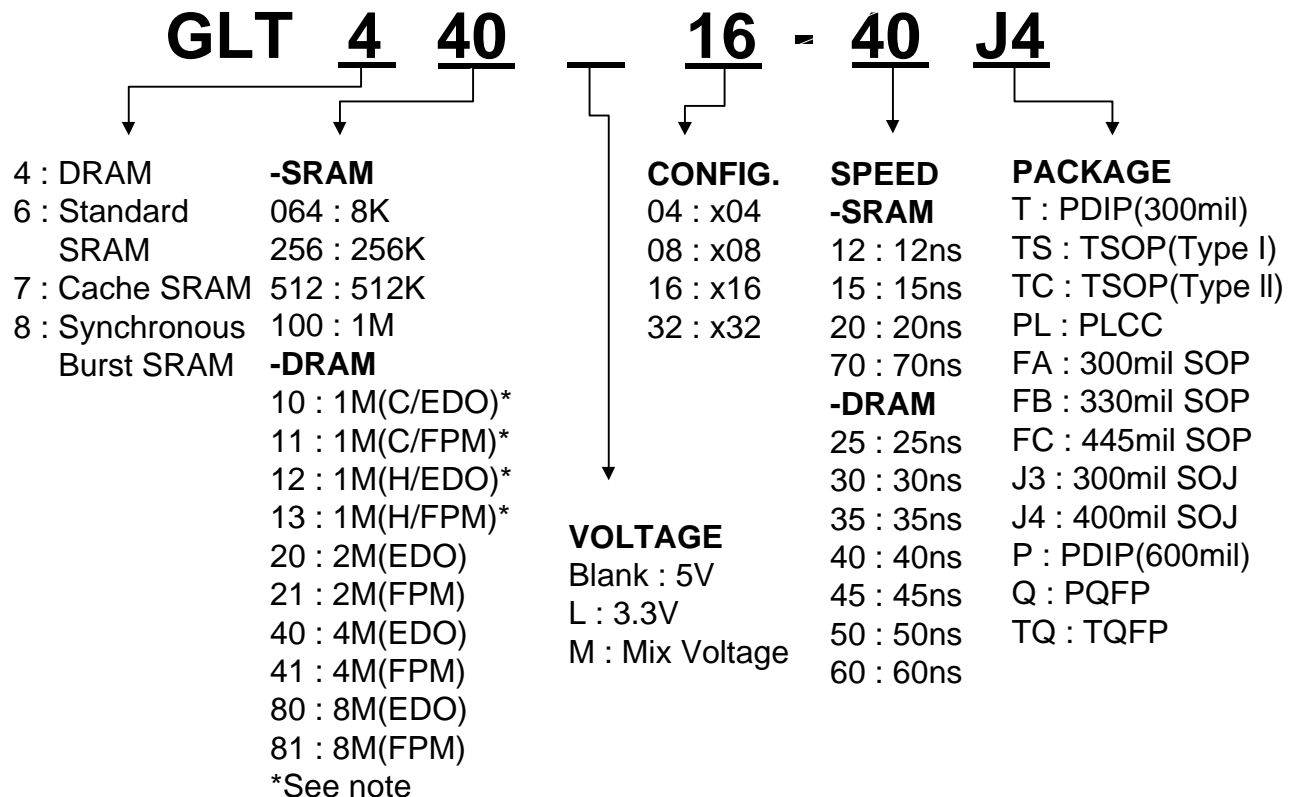 GLT 4 40 16 - 40 J4
4 : DRAM
6 : Standard
SRAM
7 : Cache SRAM
8 : Synchronous
Burst SRAM
-SRAM
064 : 8K
256 : 256K
512 : 512K
100 : 1M
-DRAM
10 : 1M(C/EDO)*
11 : 1M(C/FPM)*
12 : 1M(H/EDO)*
13 : 1M(H/FPM)*
20 : 2M(EDO)
21 : 2M(FPM)
40 : 4M(EDO)
41 : 4M(FPM)
80 : 8M(EDO)
81 : 8M(FPM)
*See note
VOLTAGE
Blank : 5V
L : 3.3V
M : Mix Voltage
CONFIG.
04 : x04
08 : x08
16 : x16
32 : x32
SPEED
-SRAM
12 : 12ns
15 : 15ns
20 : 20ns
70 : 70ns
-DRAM
25 : 25ns
30 : 30ns
35 : 35ns
40 : 40ns
45 : 45ns
50 : 50ns
60 : 60ns
PACKAGE
T : PDIP(300mil)
TS : TSOP(Type I)
TC : TSOP(Type ll)
PL : PLCC
FA : 300mil SOP
FB : 330mil SOP
FC : 445mil SOP
J3 : 300mil SOJ
J4 : 400mil SOJ
P : PDIP(600mil)
Q : PQFP
TQ : TQFP